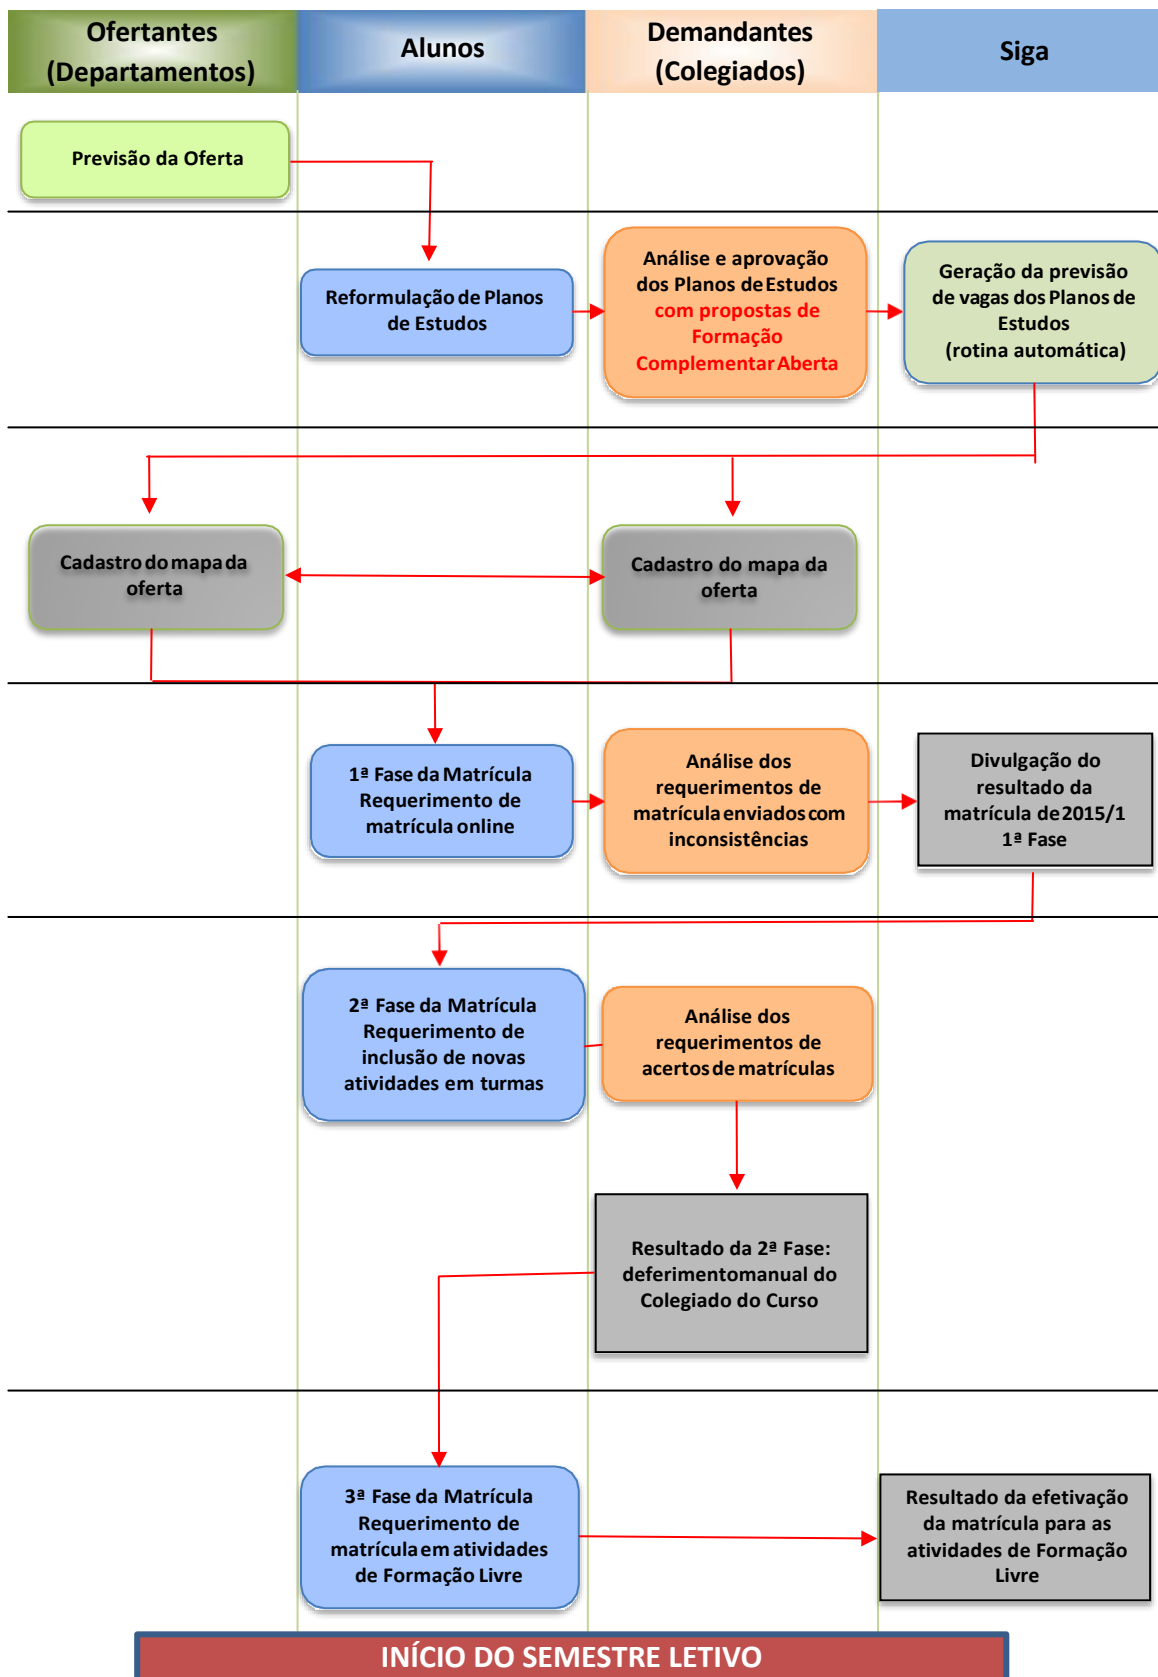 Ofertantes
(Departamentos)
Alunos
Demandantes
(Colegiados)
Siga
Previsão da Oferta
Reformulação de Planos
de Estudos
Análise e aprovação
dos Planos de Estudos
com propostas de
Formação
Complementar Aberta
Geração da previsão
de vagas dos Planos de
Estudos
(rotina automática)
Cadastro do mapa da
oferta
Cadastro do mapa da
oferta
1ª Fase da Matrícula
Requerimento de
matrícula online
Análise dos
requerimentos de
matrícula enviados com
inconsistências
Divulgação do
resultado da
matrícula de 2015/1
1ª Fase
2ª Fase da Matrícula
Requerimento de
inclusão de novas
atividades em turmas
Análise dos
requerimentos de
acertos de matrículas
Resultado da 2ª Fase:
deferimento manual do
Colegiado do Curso
3ª Fase da Matrícula
Requerimento de
matrícula em atividades
de Formação Livre
Resultado da efetivação
da matrícula para as
atividades de Formação
Livre
INÍCIO DO SEMESTRE LETIVO